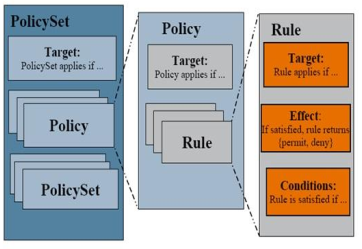 PolicySet
Target:
PolicySet applies if ...
Policy
PolicySet
Policy
Target:
Policy applies if ...
Rule
Rule
Target:
Rule applies if ...
Effect:
If satisfied, rule returns
{permit, deny}
Conditions:
Rule is satisfied if ...